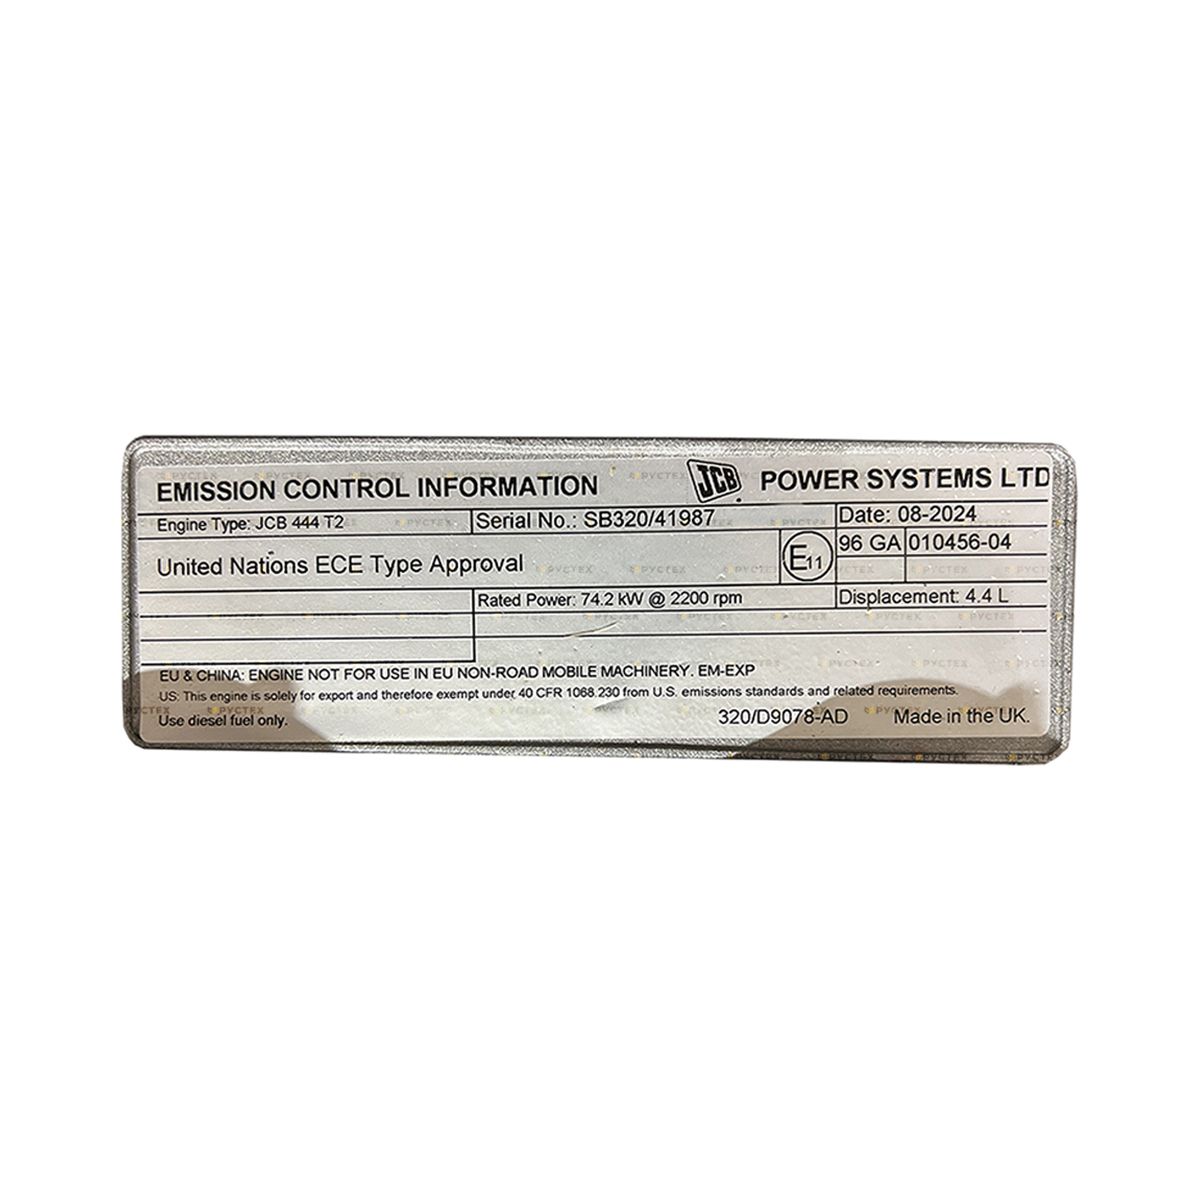 EMISSION CONTROL INFORMATION JCB POWER SYSTEMS LTD
Engine Type: JCB 444 T2 Serial No.: SB320/41987 Date: 08-2024
United Nations ECE Type Approval E11 96 GA 010456-04
Rated Power: 74.2 kW @ 2200 rpm Displacement: 4.4 L
EU & CHINA: ENGINE NOT FOR USE IN EU NON-ROAD MOBILE MACHINERY. EM-EXP
US: This engine is solely for export and therefore exempt under 40 CFR 1068.230 from U.S. emissions standards and related requirements.
Use diesel fuel only. 320/D9078-AD Made in the UK.
РУСТЕХ